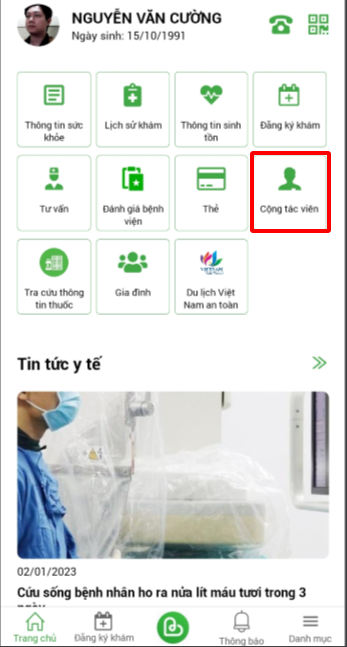 NGUYỄN VĂN CƯỜNG
Ngày sinh: 15/10/1991
Thông tin sức
khỏe
Lịch sử khám
Thông tin sinh
tồn
Đăng ký khám
Tư vấn
Đánh giá bệnh
viện
Thẻ
Cộng tác viên
Tra cứu thông
tin thuốc
Gia đình
VIETNAM
Du lịch Việt
Nam an toàn
Tin tức y tế
02/01/2023
Cứu sống bệnh nhân ho ra nửa lít máu tươi trong 3
ngày
Trang chủ
Đăng ký khám
Thông báo
Danh mục